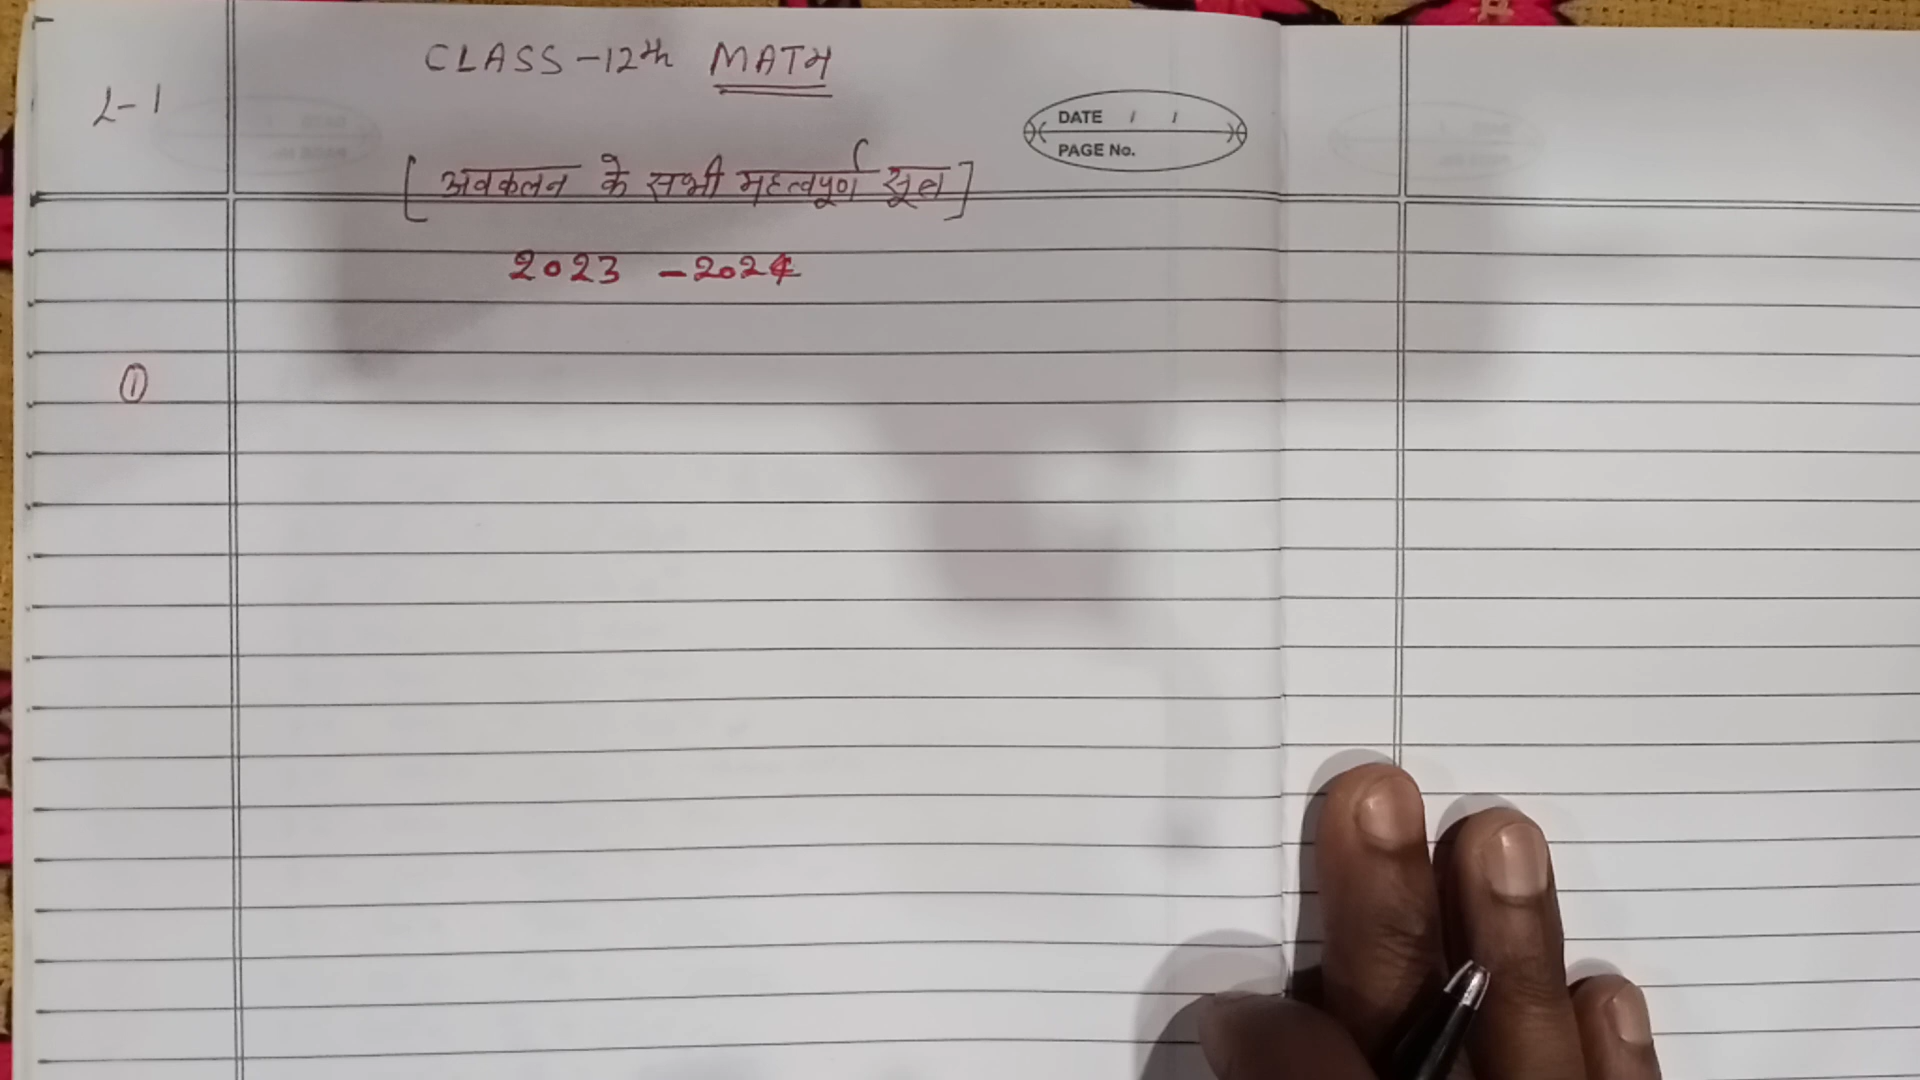 CLASS-12th MATH
L-1
DATE / /
PAGE No.
[अवकलन के सभी महत्वपूर्ण सूत्र]
2023 -2024
①